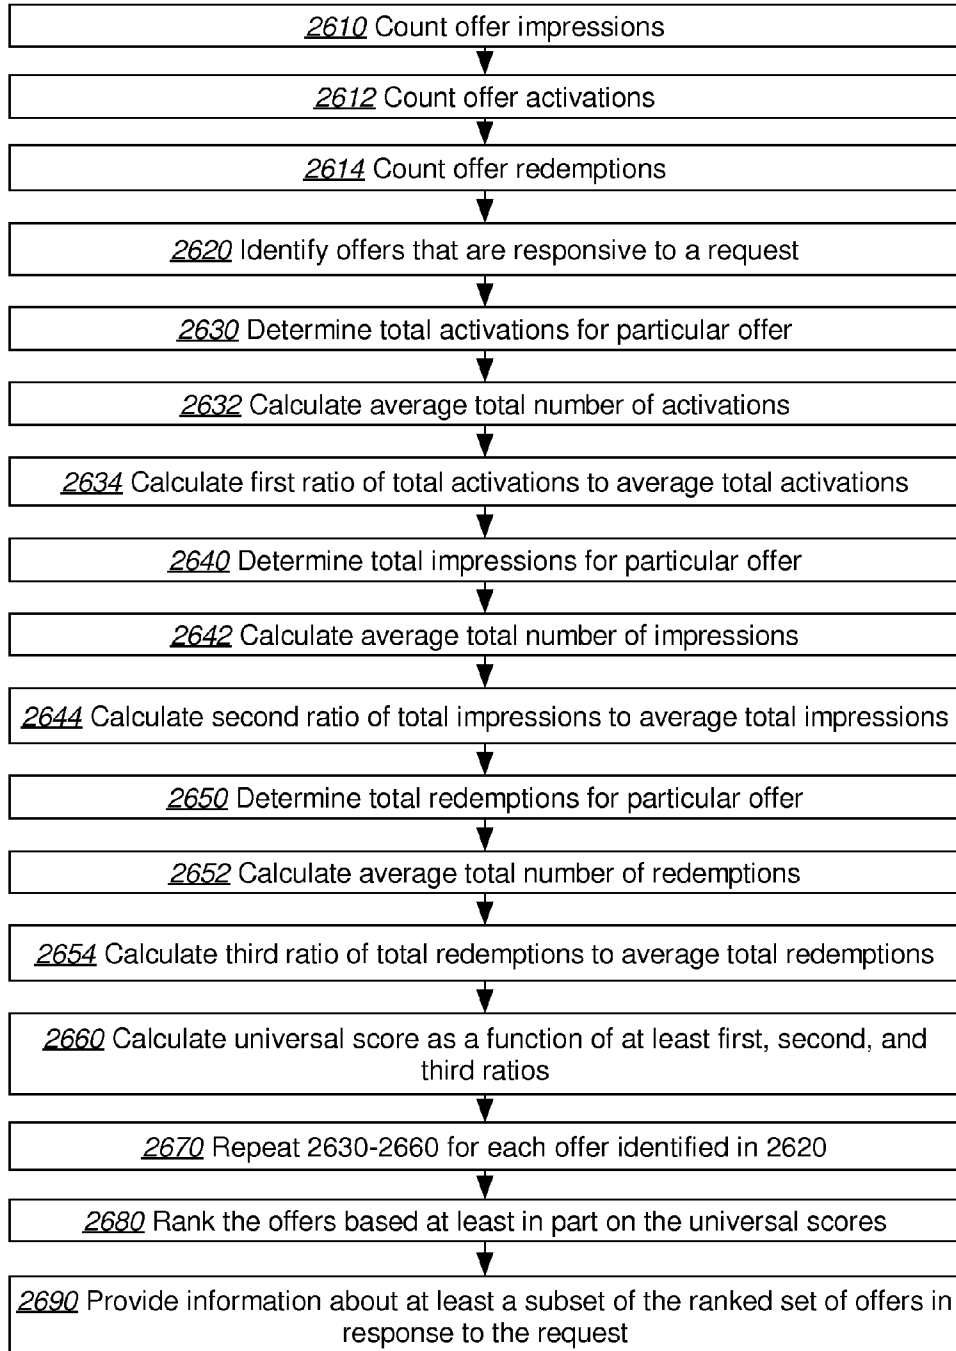 2610 Count offer impressions
2612 Count offer activations
2614 Count offer redemptions
2620 Identify offers that are responsive to a request
2630 Determine total activations for particular offer
2632 Calculate average total number of activations
2634 Calculate first ratio of total activations to average total activations
2640 Determine total impressions for particular offer
2642 Calculate average total number of impressions
2644 Calculate second ratio of total impressions to average total impressions
2650 Determine total redemptions for particular offer
2652 Calculate average total number of redemptions
2654 Calculate third ratio of total redemptions to average total redemptions
2660 Calculate universal score as a function of at least first, second, and
third ratios
2670 Repeat 2630-2660 for each offer identified in 2620
2680 Rank the offers based at least in part on the universal scores
2690 Provide information about at least a subset of the ranked set of offers in
response to the request